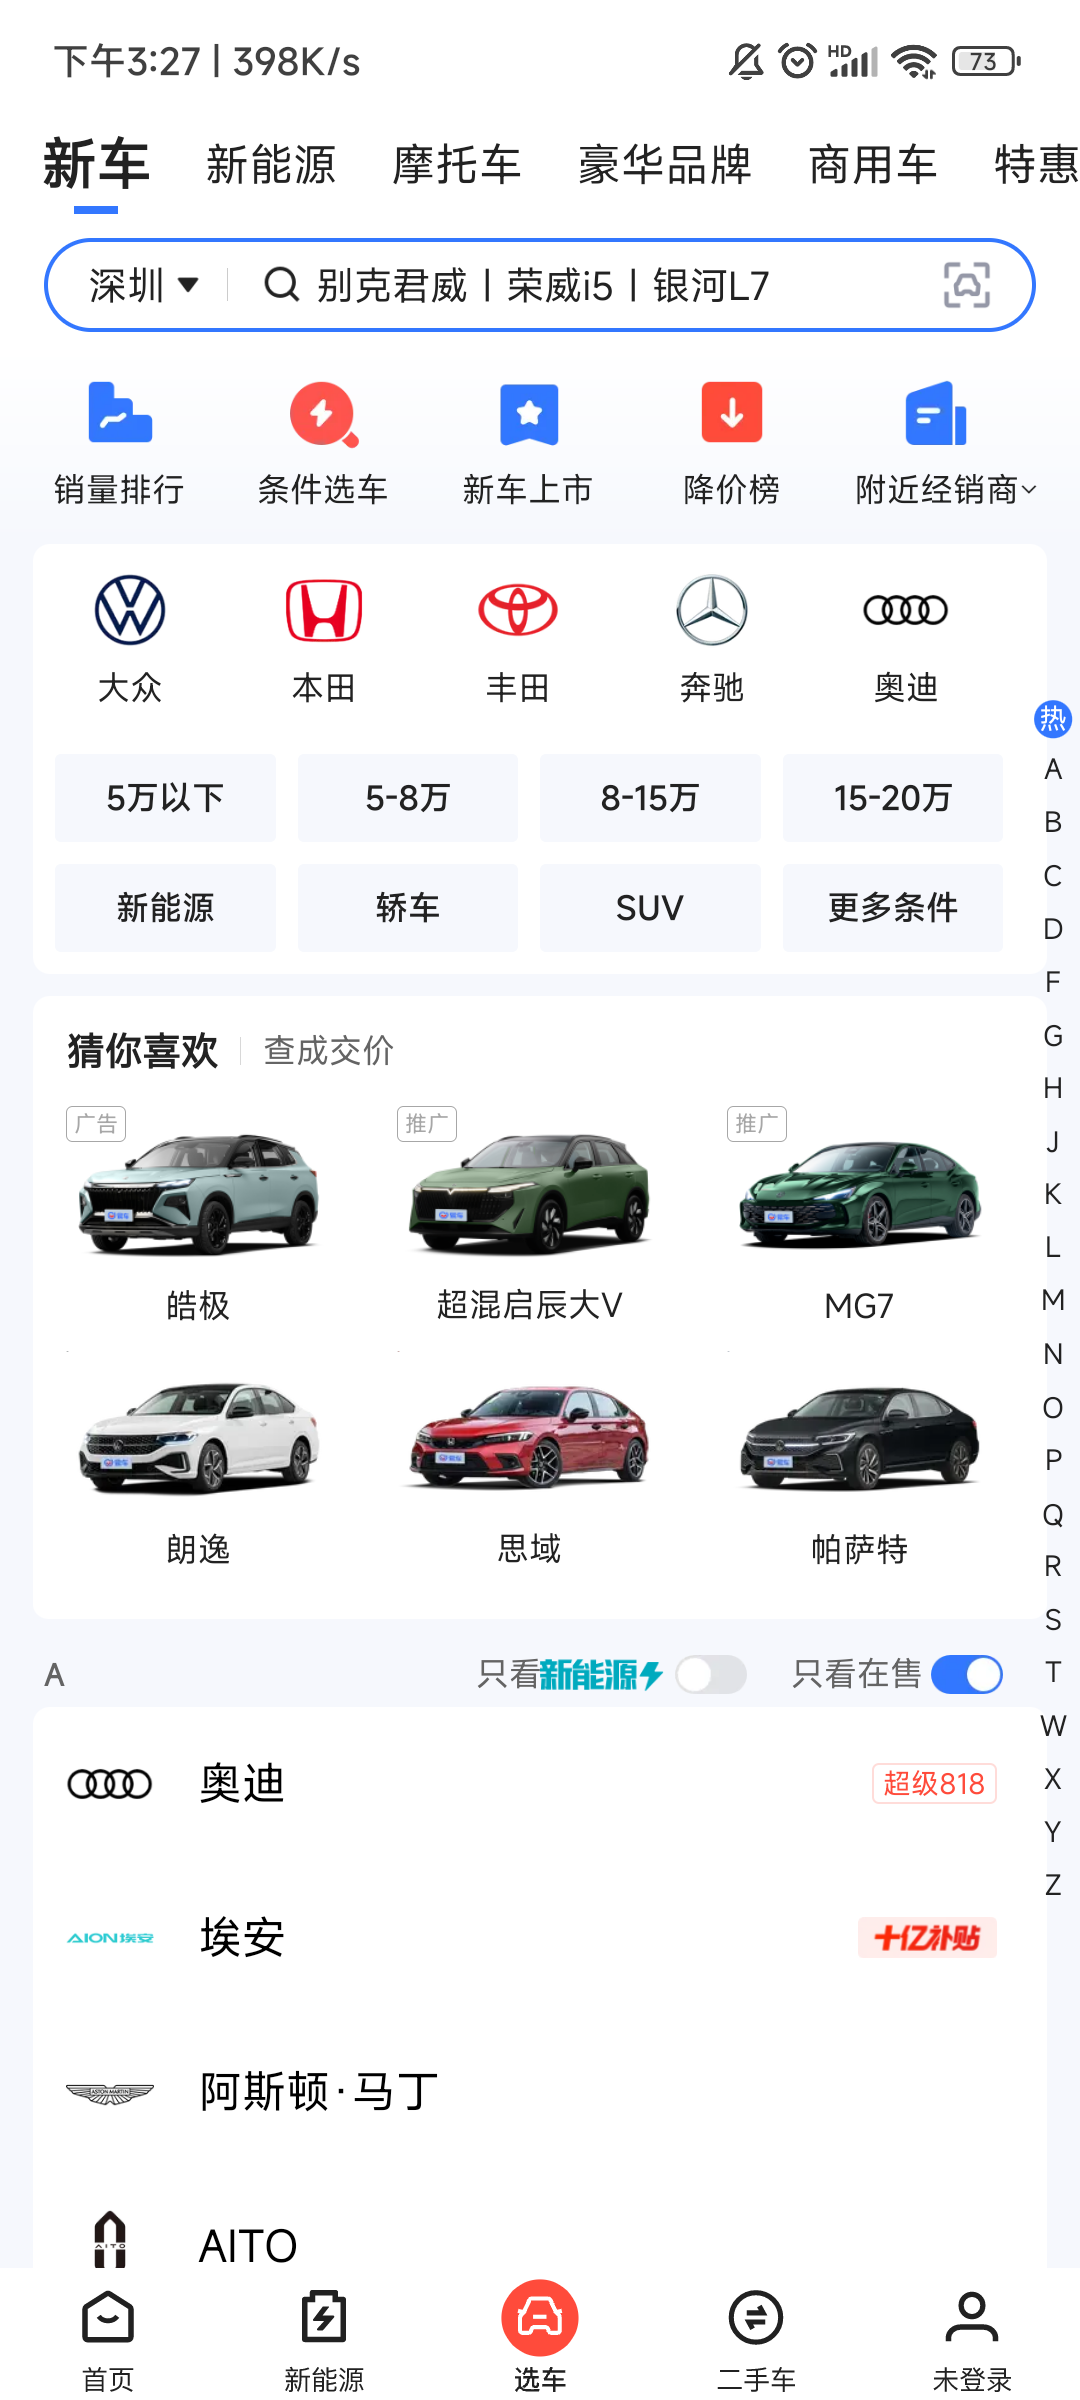 下午3:27 | 398K/s
HD
73
新车 新能源 摩托车 豪华品牌 商用车 特惠
深圳 别克君威 | 荣威i5 | 银河L7
销量排行 条件选车 新车上市 降价榜 附近经销商
大众 本田 丰田 奔驰 奥迪
热
5万以下 5-8万 8-15万 15-20万
新能源 轿车 SUV 更多条件
A
B
C
D
F
G
H
J
K
L
M
N
O
P
Q
R
S
T
W
X
Y
Z
猜你喜欢 查成交价
广告 推广 推广
皓极 超混启辰大V MG7
朗逸 思域 帕萨特
A 只看新能源 只看在售
奥迪 超级818
AION埃安 埃安 十亿补贴
ASTON MARTIN 阿斯顿·马丁
AITO AITO
首页 新能源 选车 二手车 未登录